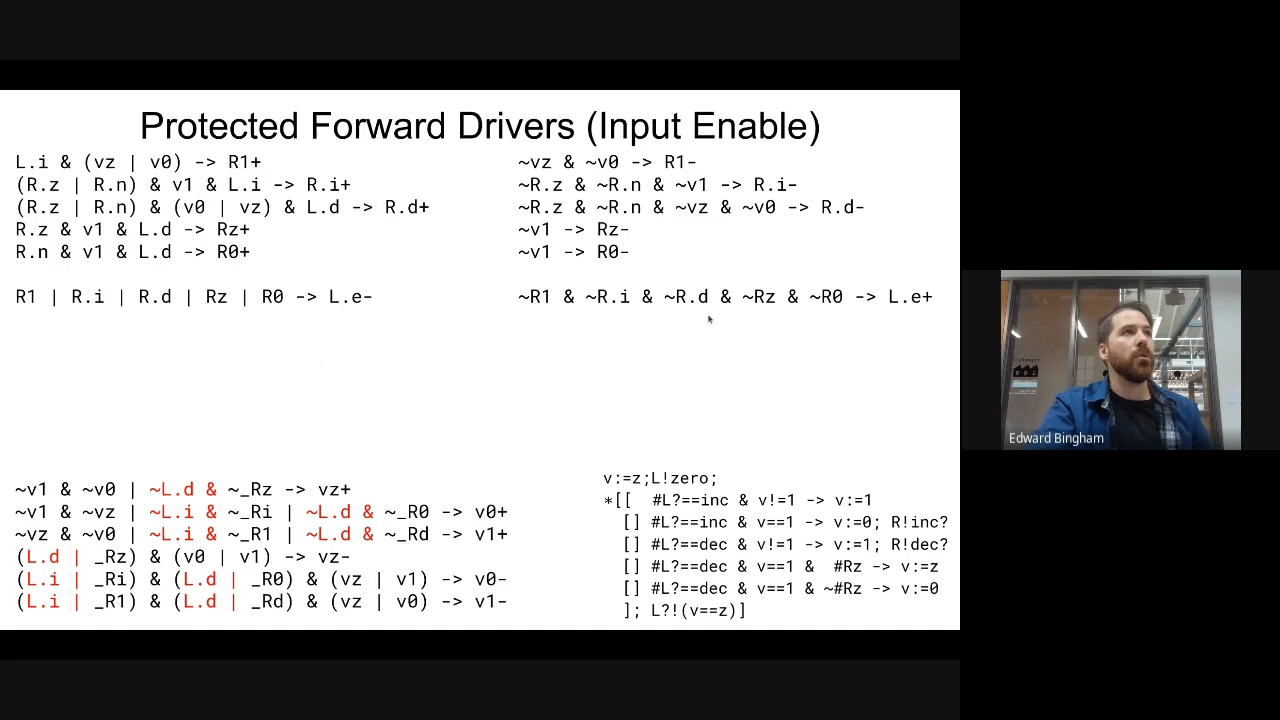 Protected Forward Drivers (Input Enable)
L.i & (vz | v0) -> R1+
(R.z | R.n) & v1 & L.i -> R.i+
(R.z | R.n) & (v0 | vz) & L.d -> R.d+
R.z & v1 & L.d -> Rz+
R.n & v1 & L.d -> R0+
R1 | R.i | R.d | Rz | R0 -> L.e-
~vz & ~v0 -> R1-
~R.z & ~R.n & ~v1 -> R.i-
~R.z & ~R.n & ~vz & ~v0 -> R.d-
~v1 -> Rz-
~v1 -> R0-
~R1 & ~R.i & ~R.d & ~Rz & ~R0 -> L.e+
~v1 & ~v0 | ~L.d & ~_Rz -> vz+
~v1 & ~vz | ~L.i & ~_Ri | ~L.d & ~_R0 -> v0+
~vz & ~v0 | ~L.i & ~_R1 | ~L.d & ~_Rd -> v1+
(L.d | _Rz) & (v0 | v1) -> vz-
(L.i | _Ri) & (L.d | _R0) & (vz | v1) -> v0-
(L.i | _R1) & (L.d | _Rd) & (vz | v0) -> v1-
v:=z;L!zero;
*[[ #L?==inc & v!=1 -> v:=1
[] #L?==inc & v==1 -> v:=0; R!inc?
[] #L?==dec & v!=1 -> v:=1; R!dec?
[] #L?==dec & v==1 & #Rz -> v:=z
[] #L?==dec & v==1 & ~#Rz -> v:=0
]; L?!(v==z)]
Edward Bingham